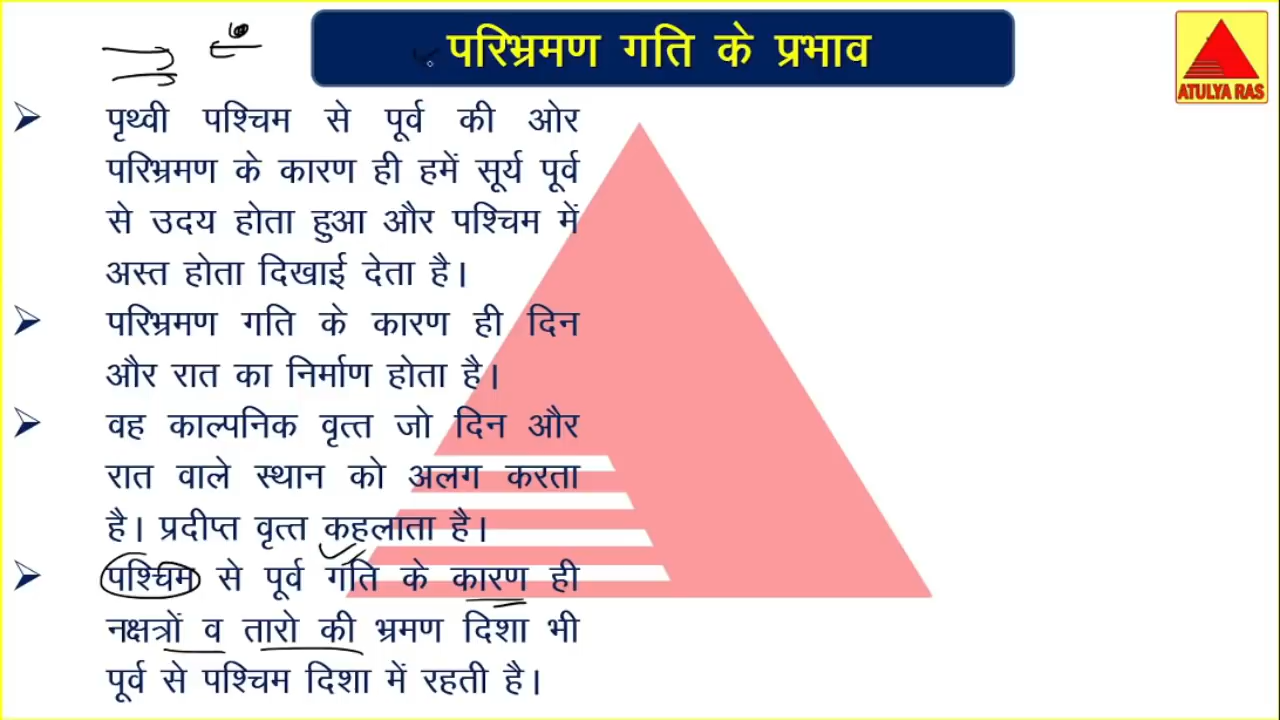 परिभ्रमण गति के प्रभाव
ATULYA RAS
पृथ्वी पश्चिम से पूर्व की ओर
परिभ्रमण के कारण ही हमें सूर्य पूर्व
से उदय होता हुआ और पश्चिम में
अस्त होता दिखाई देता है।
परिभ्रमण गति के कारण ही दिन
और रात का निर्माण होता है।
वह काल्पनिक वृत्त जो दिन और
रात वाले स्थान को अलग करता
है। प्रदीप्त वृत्त कहलाता है।
पश्चिम से पूर्व गति के कारण ही
नक्षत्रों व तारो की भ्रमण दिशा भी
पूर्व से पश्चिम दिशा में रहती है।